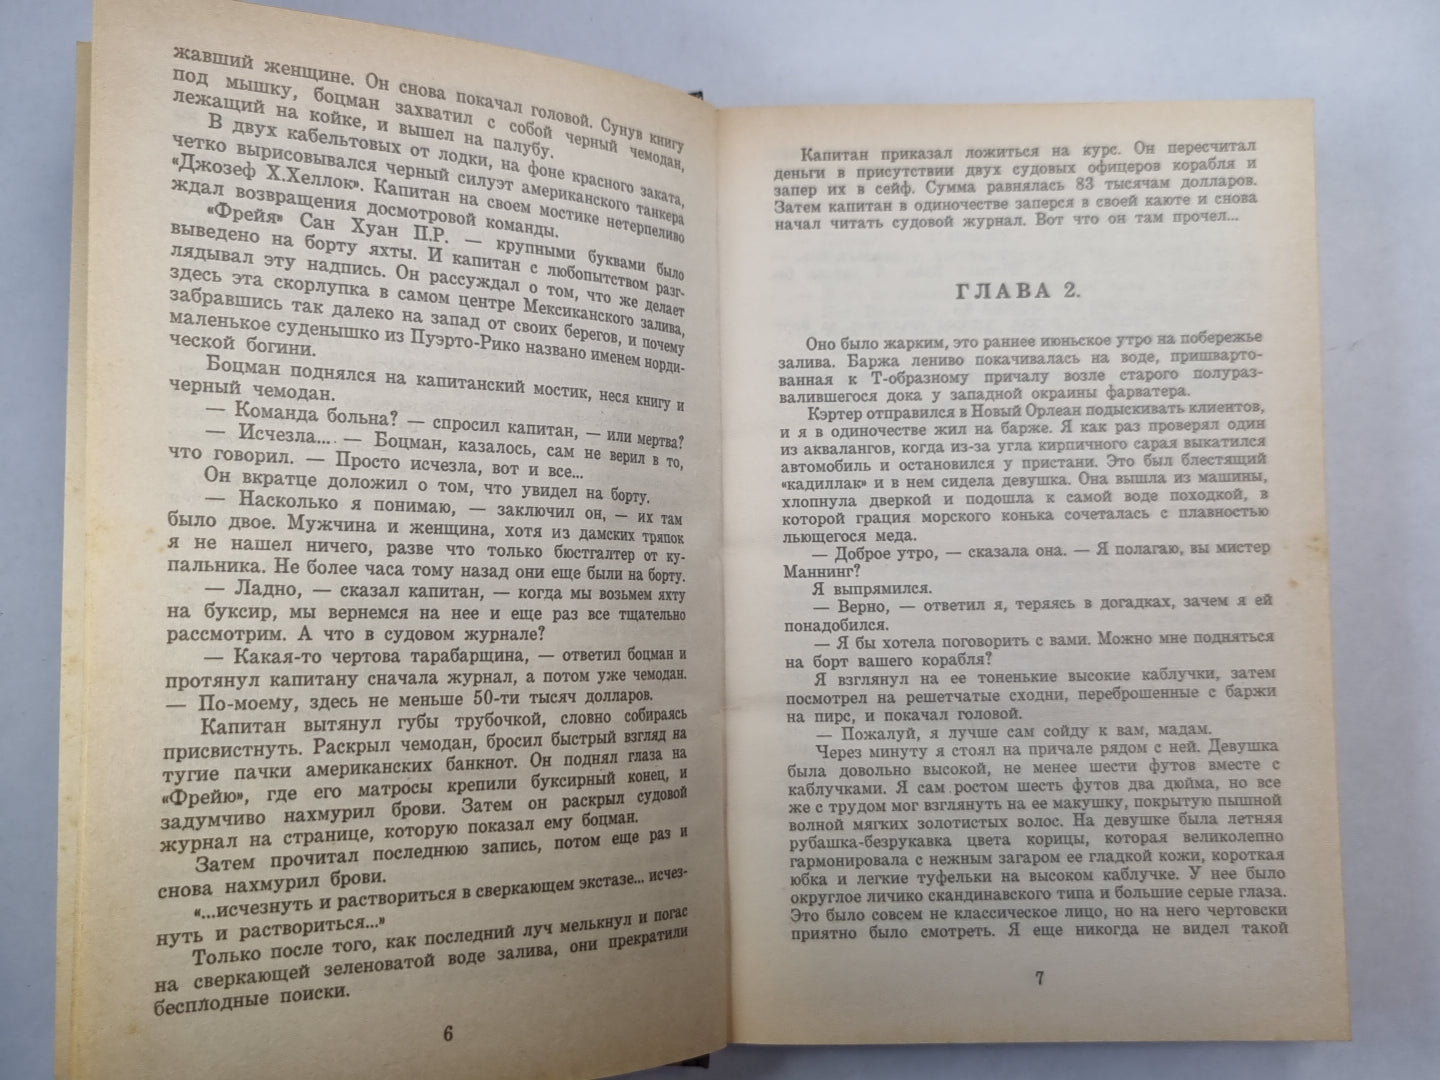 жавший женщине. Он снова покачал головой. Сунув книгу
под мышку, боцман захватил с собой черный чемодан,
лежащий на койке, и вышел на палубу.
В двух кабельтовых от лодки, на фоне красного заката,
четко вырисовывался черный силуэт американского танкера
«Джозеф Х.Хеллок». Капитан на своем мостике нетерпеливо
ждал возвращения досмотровой команды.
«Фрейя» Сан Хуан П.Р. — крупными буквами было
выведено на борту яхты. И капитан с любопытством разг-
лядывал эту надпись. Он рассуждал о том, что же делает
здесь эта скорлупка в самом центре Мексиканского залива,
забравшись так далеко на запад от своих берегов, и почему
маленькое суденышко из Пуэрто-Рико названо именем норди-
ческой богини.
Боцман поднялся на капитанский мостик, неся книгу и
черный чемодан.
— Команда больна? — спросил капитан, — или мертва?
— Исчезла... — Боцман, казалось, сам не верил в то,
что говорил. — Просто исчезла, вот и все...
Он вкратце доложил о том, что увидел на борту.
— Насколько я понимаю, — заключил он, — их там
было двое. Мужчина и женщина, хотя из дамских тряпок
я не нашел ничего, разве что только бюстгалтер от ку-
пальника. Не более часа тому назад они еще были на борту.
— Ладно, — сказал капитан, — когда мы возьмем яхту
на буксир, мы вернемся на нее и еще раз все тщательно
рассмотрим. А что в судовом журнале?
— Какая-то чертова тарабарщина, — ответил боцман и
протянул капитану сначала журнал, а потом уже чемодан.
— По-моему, здесь не меньше 50-ти тысяч долларов.
Капитан вытянул губы трубочкой, словно собираясь
присвистнуть. Раскрыл чемодан, бросил быстрый взгляд на
тугие пачки американских банкнот. Он поднял глаза на
«Фрейю», где его матросы крепили буксирный конец, и
задумчиво нахмурил брови. Затем он раскрыл судовой
журнал на странице, которую показал ему боцман.
Затем прочитал последнюю запись, потом еще раз и
снова нахмурил брови.
«...исчезнуть и раствориться в сверкающем экстазе... исчез-
нуть и раствориться...»
Только после того, как последний луч мелькнул и погас
на сверкающей зеленоватой воде залива, они прекратили
бесплодные поиски.
6
Капитан приказал ложиться на курс. Он пересчитал
деньги в присутствии двух судовых офицеров корабля и
запер их в сейф. Сумма равнялась 83 тысячам долларов.
Затем капитан в одиночестве заперся в своей каюте и снова
начал читать судовой журнал. Вот что он там прочел...
ГЛАВА 2.
Оно было жарким, это раннее июньское утро на побережье
залива. Баржа лениво покачивалась на воде, пришварто-
ванная к Т-образному причалу возле старого полураз-
валившегося дока у западной окраины фарватера.
Кэртер отправился в Новый Орлеан подыскивать клиентов,
и я в одиночестве жил на барже. Я как раз проверял один
из аквалангов, когда из-за угла кирпичного сарая выкатился
автомобиль и остановился у пристани. Это был блестящий
«кадиллак» и в нем сидела девушка. Она вышла из машины,
хлопнула дверкой и подошла к самой воде походкой, в
которой грация морского конька сочеталась с плавностью
льющегося меда.
— Доброе утро, — сказала она. — Я полагаю, вы мистер
Маннинг?
Я выпрямился.
— Верно, — ответил я, теряясь в догадках, зачем я ей
понадобился.
— Я бы хотела поговорить с вами. Можно мне подняться
на борт вашего корабля?
Я взглянул на ее тоненькие высокие каблучки, затем
посмотрел на решетчатые сходни, переброшенные с баржи
на пирс, и покачал головой.
— Пожалуй, я лучше сам сойду к вам, мадам.
Через минуту я стоял на причале рядом с ней. Девушка
была довольно высокой, не менее шести футов вместе с
каблучками. Я сам ростом шесть футов два дюйма, но все
же с трудом мог взглянуть на ее макушку, покрытую пышной
волной мягких золотистых волос. На девушке была летняя
рубашка-безрукавка цвета корицы, которая великолепно
гармонировала с нежным загаром ее гладкой кожи, короткая
юбка и легкие туфельки на высоком каблучке. У нее было
округлое личико скандинавского типа и большие серые глаза.
Это было совсем не классическое лицо, но на него чертовски
приятно было смотреть. Я еще никогда не видел такой
7